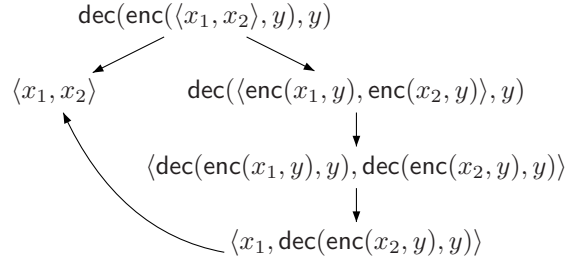 dec(enc(⟨x₁, x₂⟩, y), y)
⟨x₁, x₂⟩ dec(⟨enc(x₁, y), enc(x₂, y)⟩, y)
⟨dec(enc(x₁, y), y), dec(enc(x₂, y), y)⟩
⟨x₁, dec(enc(x₂, y), y)⟩